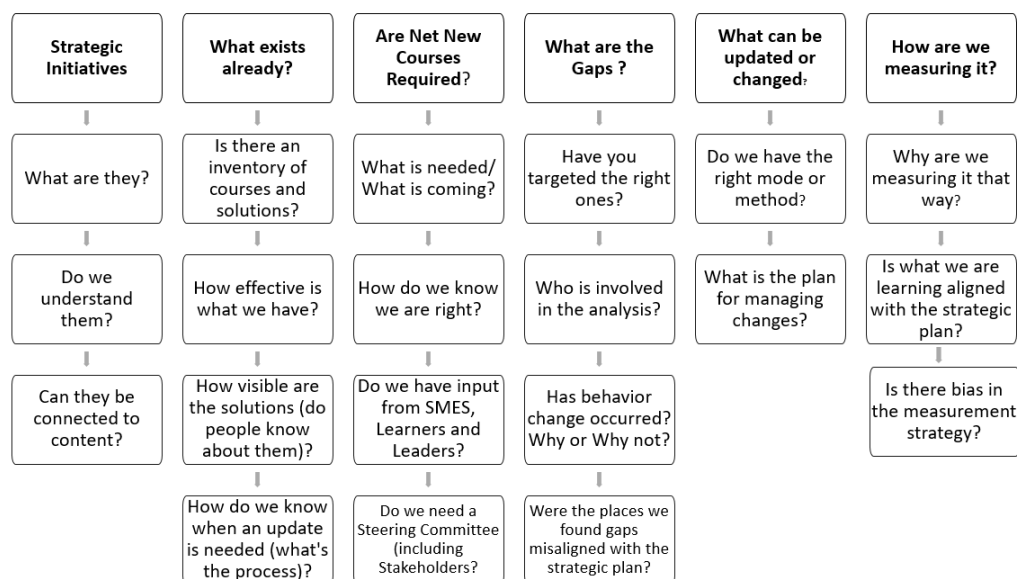 Strategic
Initiatives
What are they?
Do we
understand
them?
Can they be
connected to
content?
What exists
already?
Is there an
inventory of
courses and
solutions?
How effective is
what we have?
How visible are
the solutions (do
people know
about them)?
How do we know
when an update
is needed (what's
the process)?
Are Net New
Courses
Required?
What is needed/
What is coming?
How do we know
we are right?
Do we have input
from SMES,
Learners and
Leaders?
Do we need a
Steering Committee
(including
Stakeholders?
What are the
Gaps ?
Have you
targeted the right
ones?
Who is involved
in the analysis?
Has behavior
change occurred?
Why or Why not?
Were the places we
found gaps
misaligned with the
strategic plan?
What can be
updated or
changed?
Do we have the
right mode or
method?
What is the plan
for managing
changes?
How are we
measuring it?
Why are we
measuring it that
way?
Is what we are
learning aligned
with the strategic
plan?
Is there bias in
the measurement
strategy?